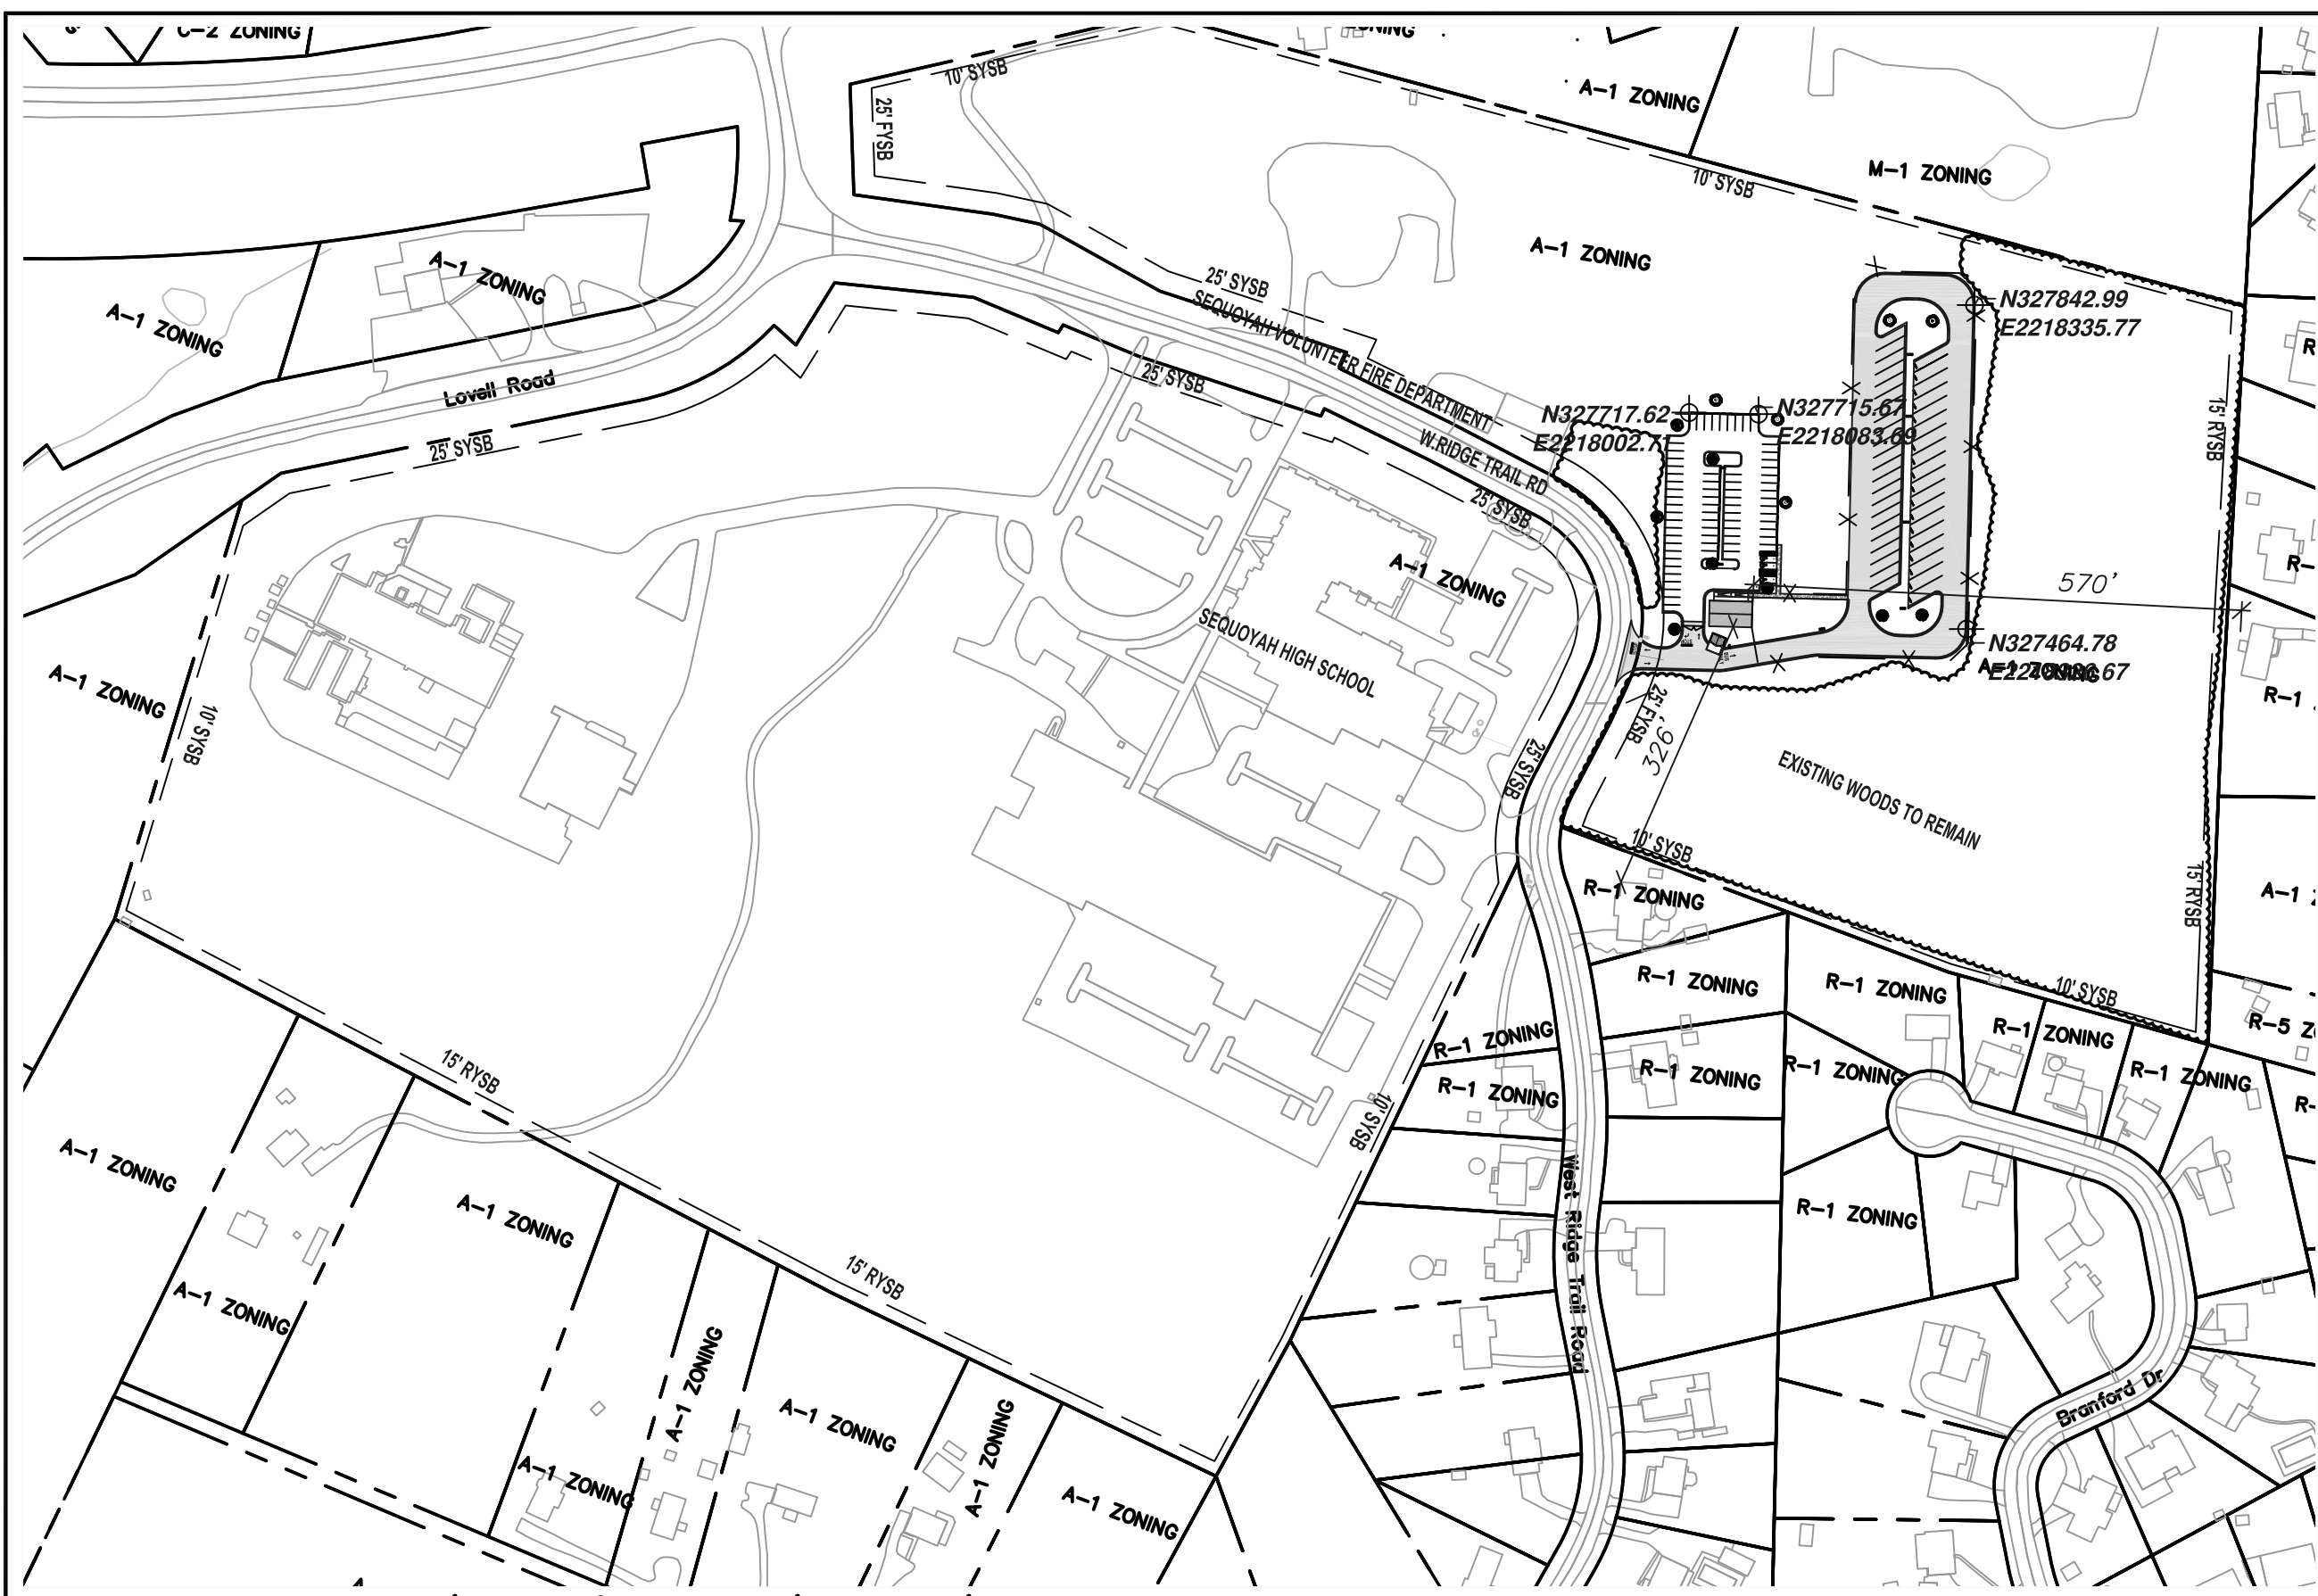 C-2 ZONING
10' SYSB
25' FYSB
A-1 ZONING
M-1 ZONING
10' SYSB
A-1 ZONING
A-1 ZONING
A-1 ZONING
25' SYSB
SEQUOYAH VOLUNTEER FIRE DEPARTMENT
N327842.99
E2218335.77
Lovell Road
25' SYSB
25' SYSB
N327717.62
E2218002.71
N327715.67
E2218083.69
W.RIDGE TRAIL RD
25' SYSB
15' RYSB
A-1 ZONING
570'
SEQUOYAH HIGH SCHOOL
N327464.78
A-1 ZONING
A-1 ZONING
10' SYSB
25' FYSB
326'
25' SYSB
EXISTING WOODS TO REMAIN
10' SYSB
R-1 ZONING
15' RYSB
R-1
A-1
R-1 ZONING
R-1 ZONING
10' SYSB
R-1 ZONING
R-5
R-1 ZONING
R-1 ZONING
R-1 ZONING
R-1 ZONING
R-1 ZONING
15' RYSB
10' SYSB
A-1 ZONING
A-1 ZONING
West Ridge Trail Road
R-1 ZONING
15' RYSB
A-1 ZONING
A-1 ZONING
A-1 ZONING
Branford Dr
A-1 ZONING
A-1 ZONING
A-1 ZONING